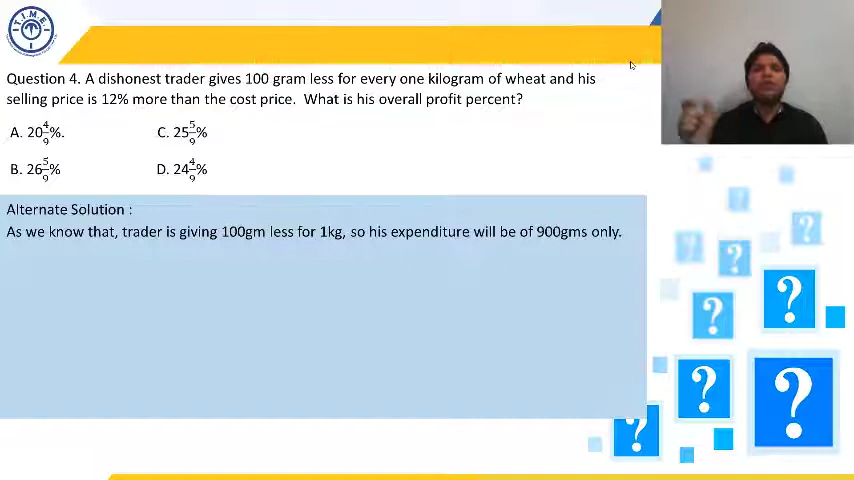 T.I.M.E.
Question 4. A dishonest trader gives 100 gram less for every one kilogram of wheat and his
selling price is 12% more than the cost price. What is his overall profit percent?
A. 20 4/9%. C. 25 5/9%
B. 26 5/9% D. 24 4/9%
Alternate Solution :
As we know that, trader is giving 100gm less for 1kg, so his expenditure will be of 900gms only.
? ? ? ? ? ? ? ?